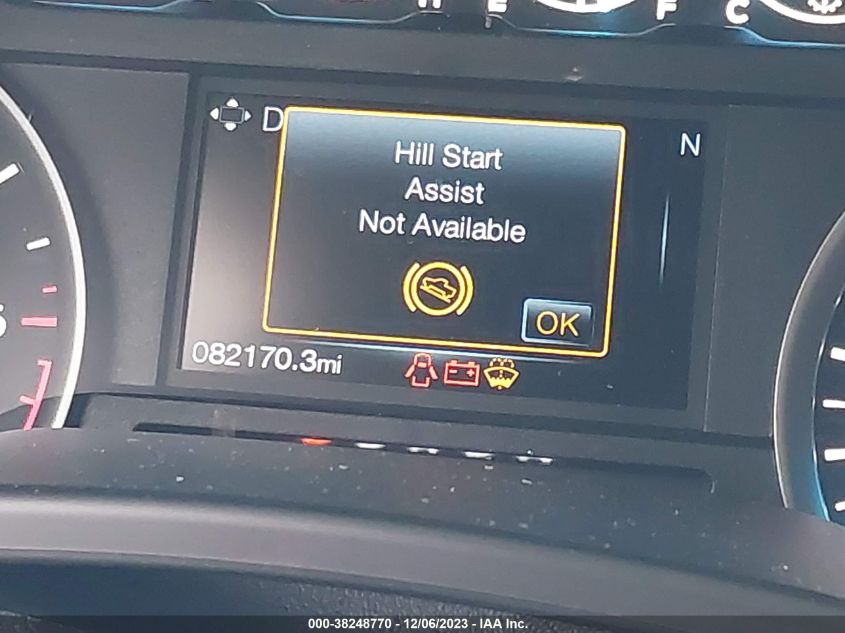 H E F C
D
N
Hill Start
Assist
Not Available
OK
082170.3mi
000-38248770 - 12/06/2023 - IAA Inc.